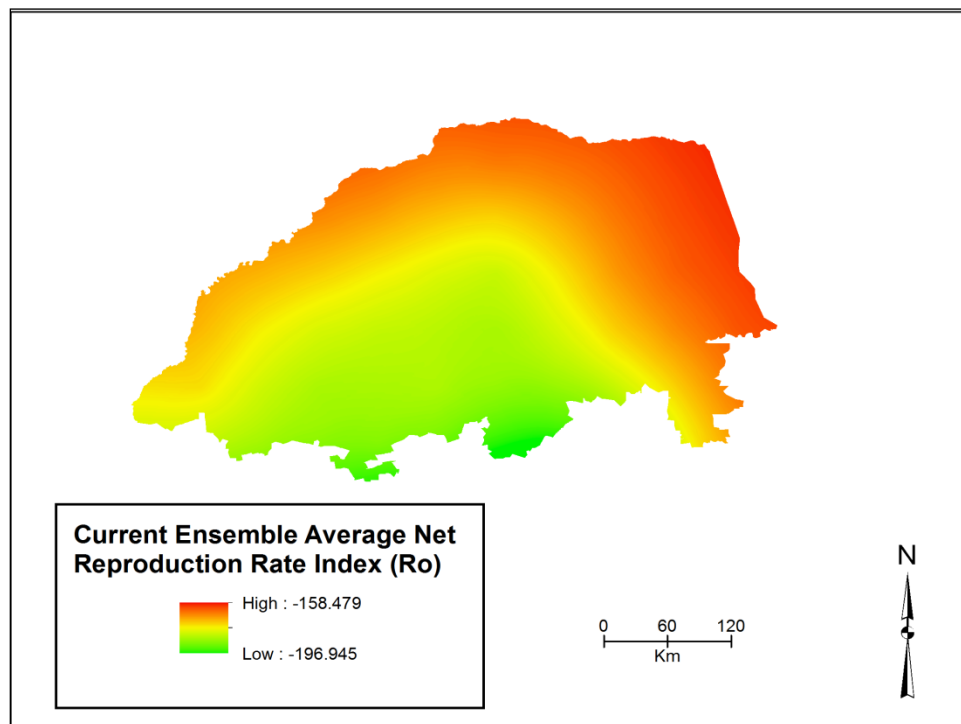 Current Ensemble Average Net
Reproduction Rate Index (Ro)
High : -158.479
Low : -196.945
0 60 120
Km
N